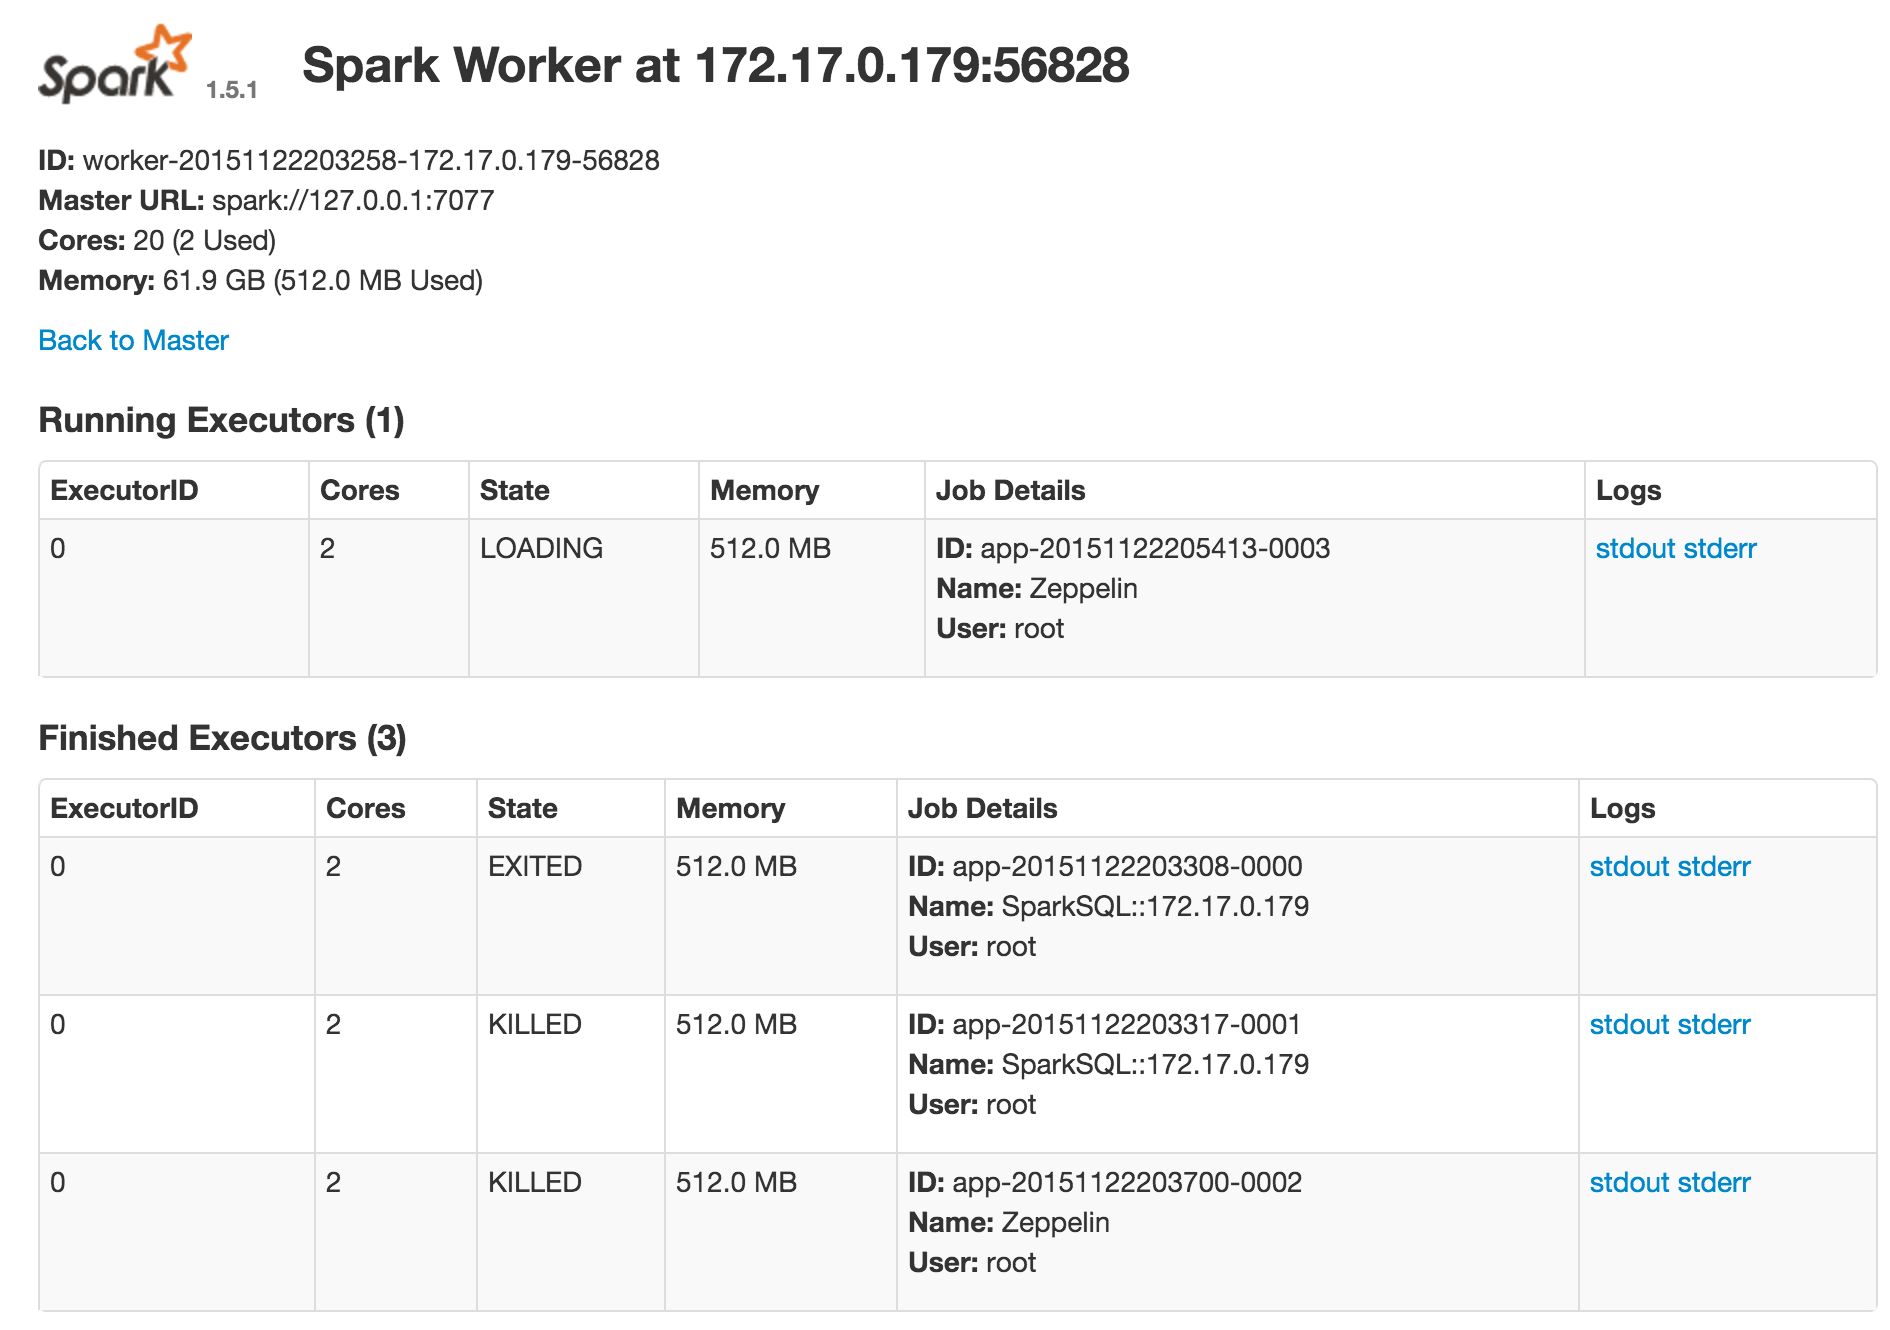 Spark 1.5.1 Spark Worker at 172.17.0.179:56828
ID: worker-20151122203258-172.17.0.179-56828
Master URL: spark://127.0.0.1:7077
Cores: 20 (2 Used)
Memory: 61.9 GB (512.0 MB Used)
Back to Master
Running Executors (1)
ExecutorID Cores State Memory Job Details Logs
0 2 LOADING 512.0 MB ID: app-20151122205413-0003 stdout stderr
Name: Zeppelin
User: root
Finished Executors (3)
ExecutorID Cores State Memory Job Details Logs
0 2 EXITED 512.0 MB ID: app-20151122203308-0000 stdout stderr
Name: SparkSQL::172.17.0.179
User: root
0 2 KILLED 512.0 MB ID: app-20151122203317-0001 stdout stderr
Name: SparkSQL::172.17.0.179
User: root
0 2 KILLED 512.0 MB ID: app-20151122203700-0002 stdout stderr
Name: Zeppelin
User: root